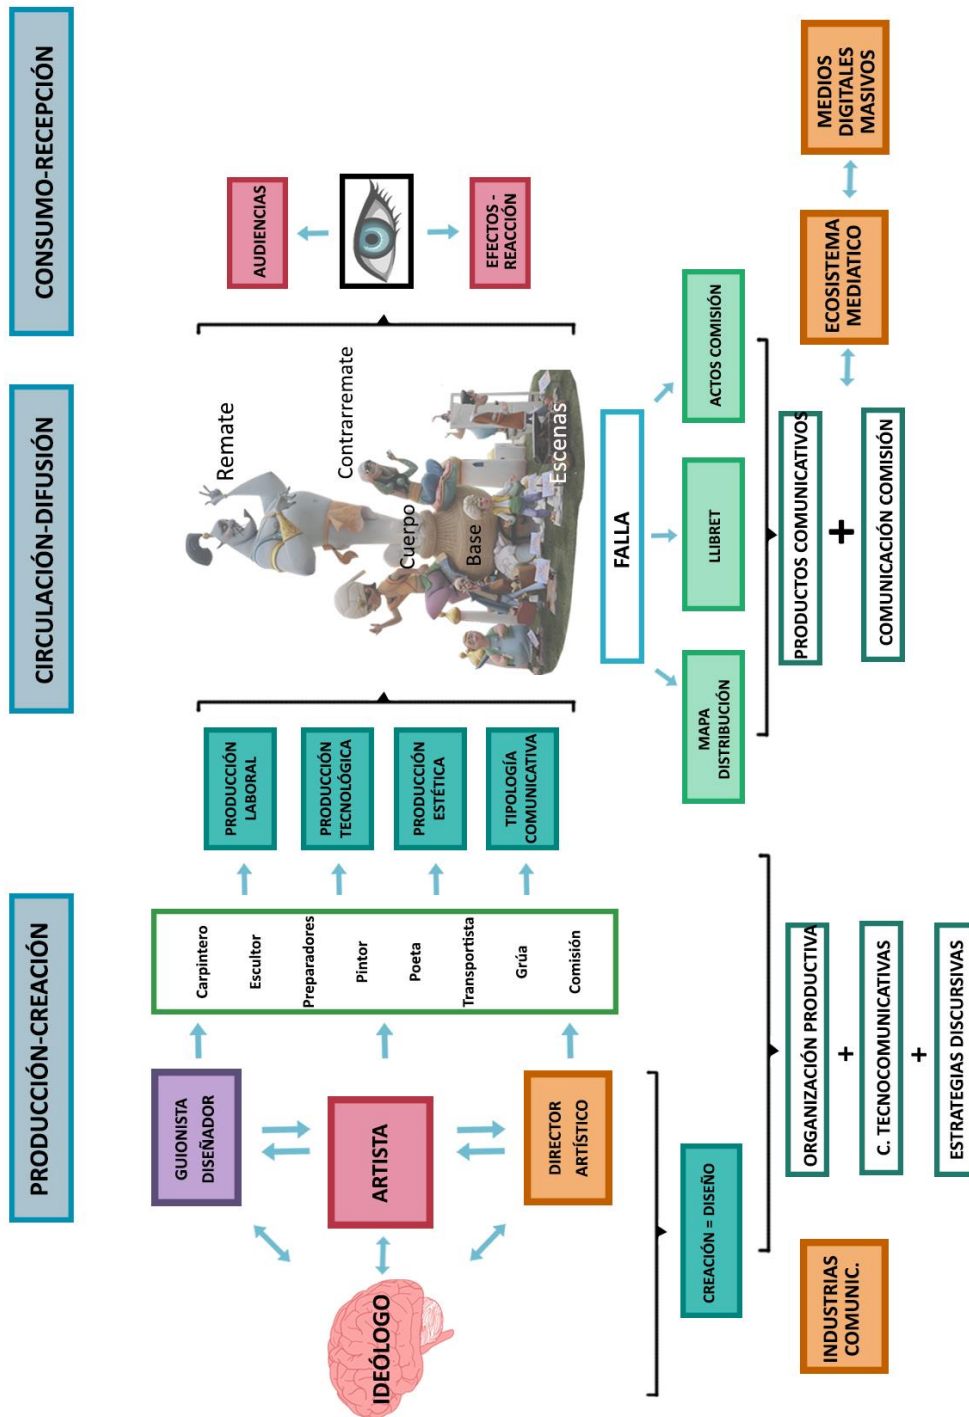 PRODUCCIÓN-CREACIÓN
CIRCULACIÓN-DIFUSIÓN
CONSUMO-RECEPCIÓN
IDEÓLOGO
GUIONISTA
DISEÑADOR
ARTISTA
DIRECTOR
ARTÍSTICO
Carpintero
Escultor
Preparadores
Pintor
Poeta
Transportista
Grúa
Comisión
PRODUCCIÓN
LABORAL
PRODUCCIÓN
TECNOLÓGICA
PRODUCCIÓN
ESTÉTICA
TIPOLOGÍA
COMUNICATIVA
Remate
Contrarremate
Cuerpo
Base
Escenas
AUDIENCIAS
EFECTOS -
REACCIÓN
FALLA
MAPA
DISTRIBUCIÓN
LLIBRET
ACTOS COMISIÓN
CREACIÓN = DISEÑO
INDUSTRIAS
COMUNIC.
ORGANIZACIÓN PRODUCTIVA
+
C. TECNOCOMUNICATIVAS
+
ESTRATEGIAS DISCURSIVAS
PRODUCTOS COMUNICATIVOS
+
COMUNICACIÓN COMISIÓN
ECOSISTEMA
MEDIATICO
MEDIOS
DIGITALES
MASIVOS